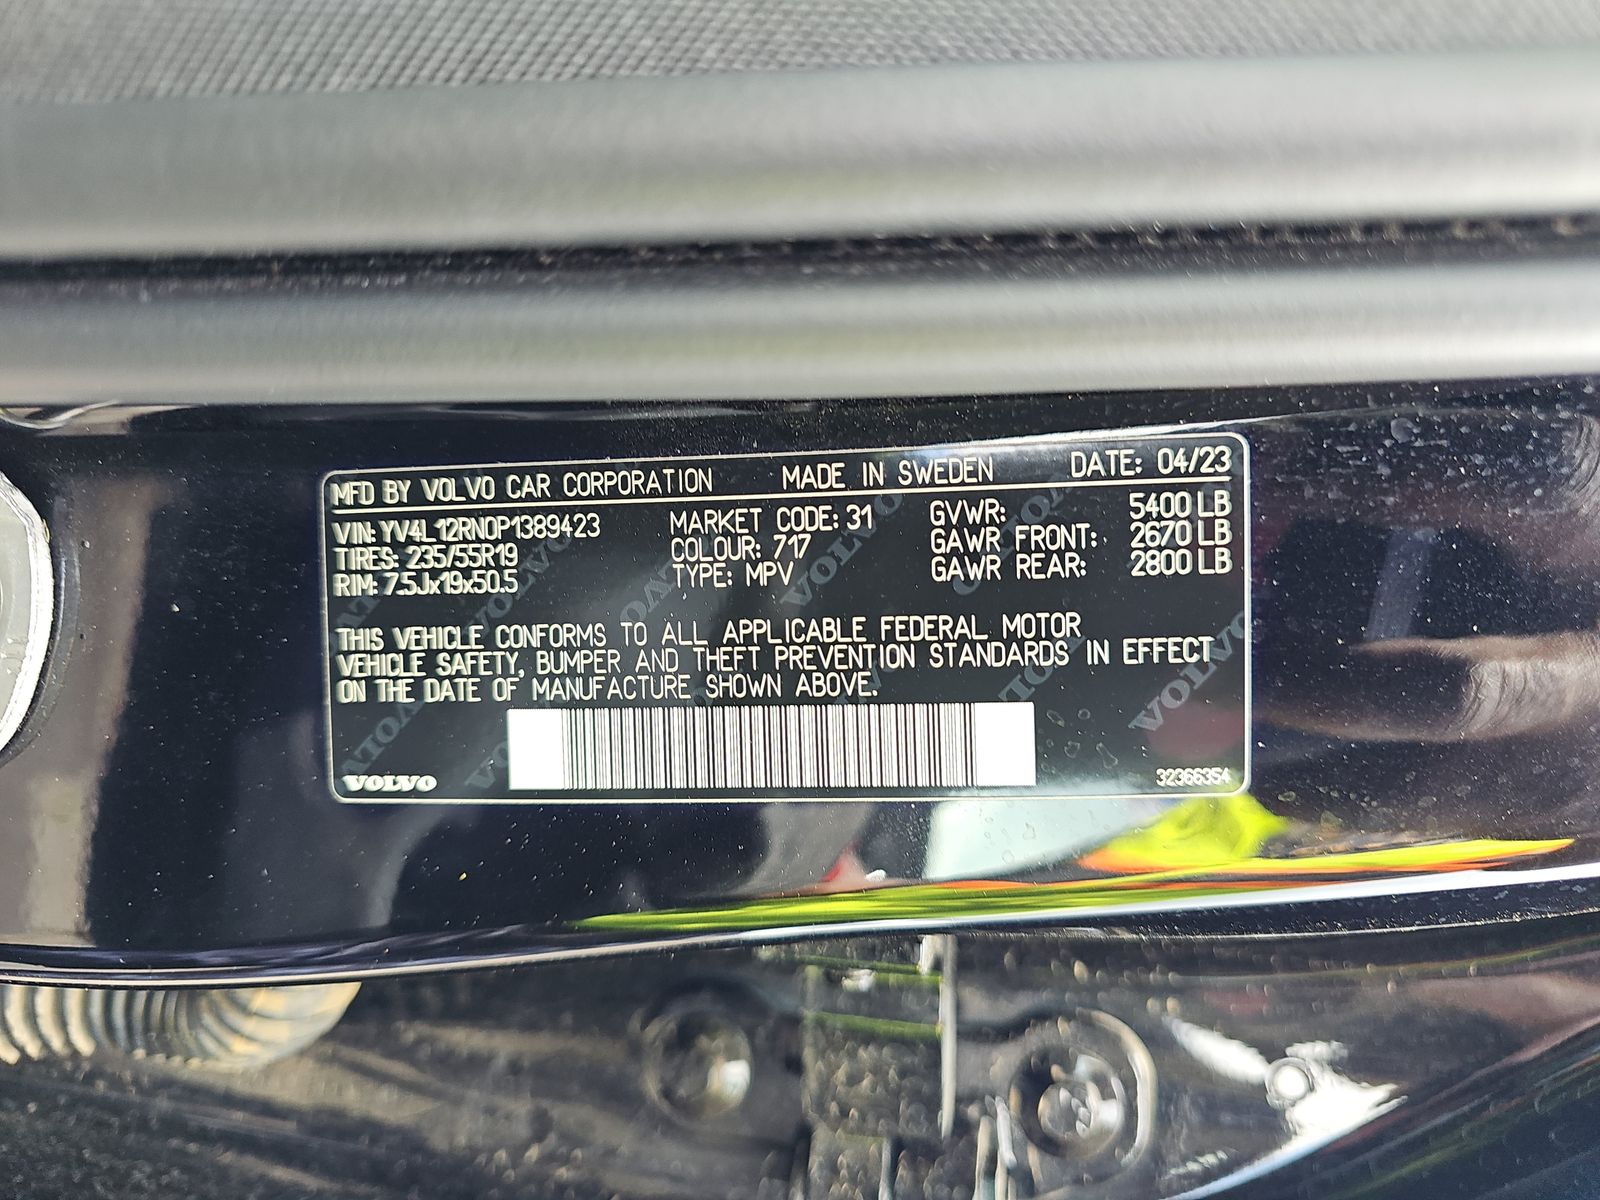 MFD BY VOLVO CAR CORPORATION MADE IN SWEDEN DATE: 04/23
VIN: YV4L12RN0P1389423 MARKET CODE: 31 GVWR: 5400 LB
TIRES: 235/55R19 COLOUR: 717 GAWR FRONT: 2670 LB
RIM: 7.5Jx19x50.5 TYPE: MPV GAWR REAR: 2800 LB
THIS VEHICLE CONFORMS TO ALL APPLICABLE FEDERAL MOTOR
VEHICLE SAFETY, BUMPER AND THEFT PREVENTION STANDARDS IN EFFECT
ON THE DATE OF MANUFACTURE SHOWN ABOVE.
VOLVO 32366354